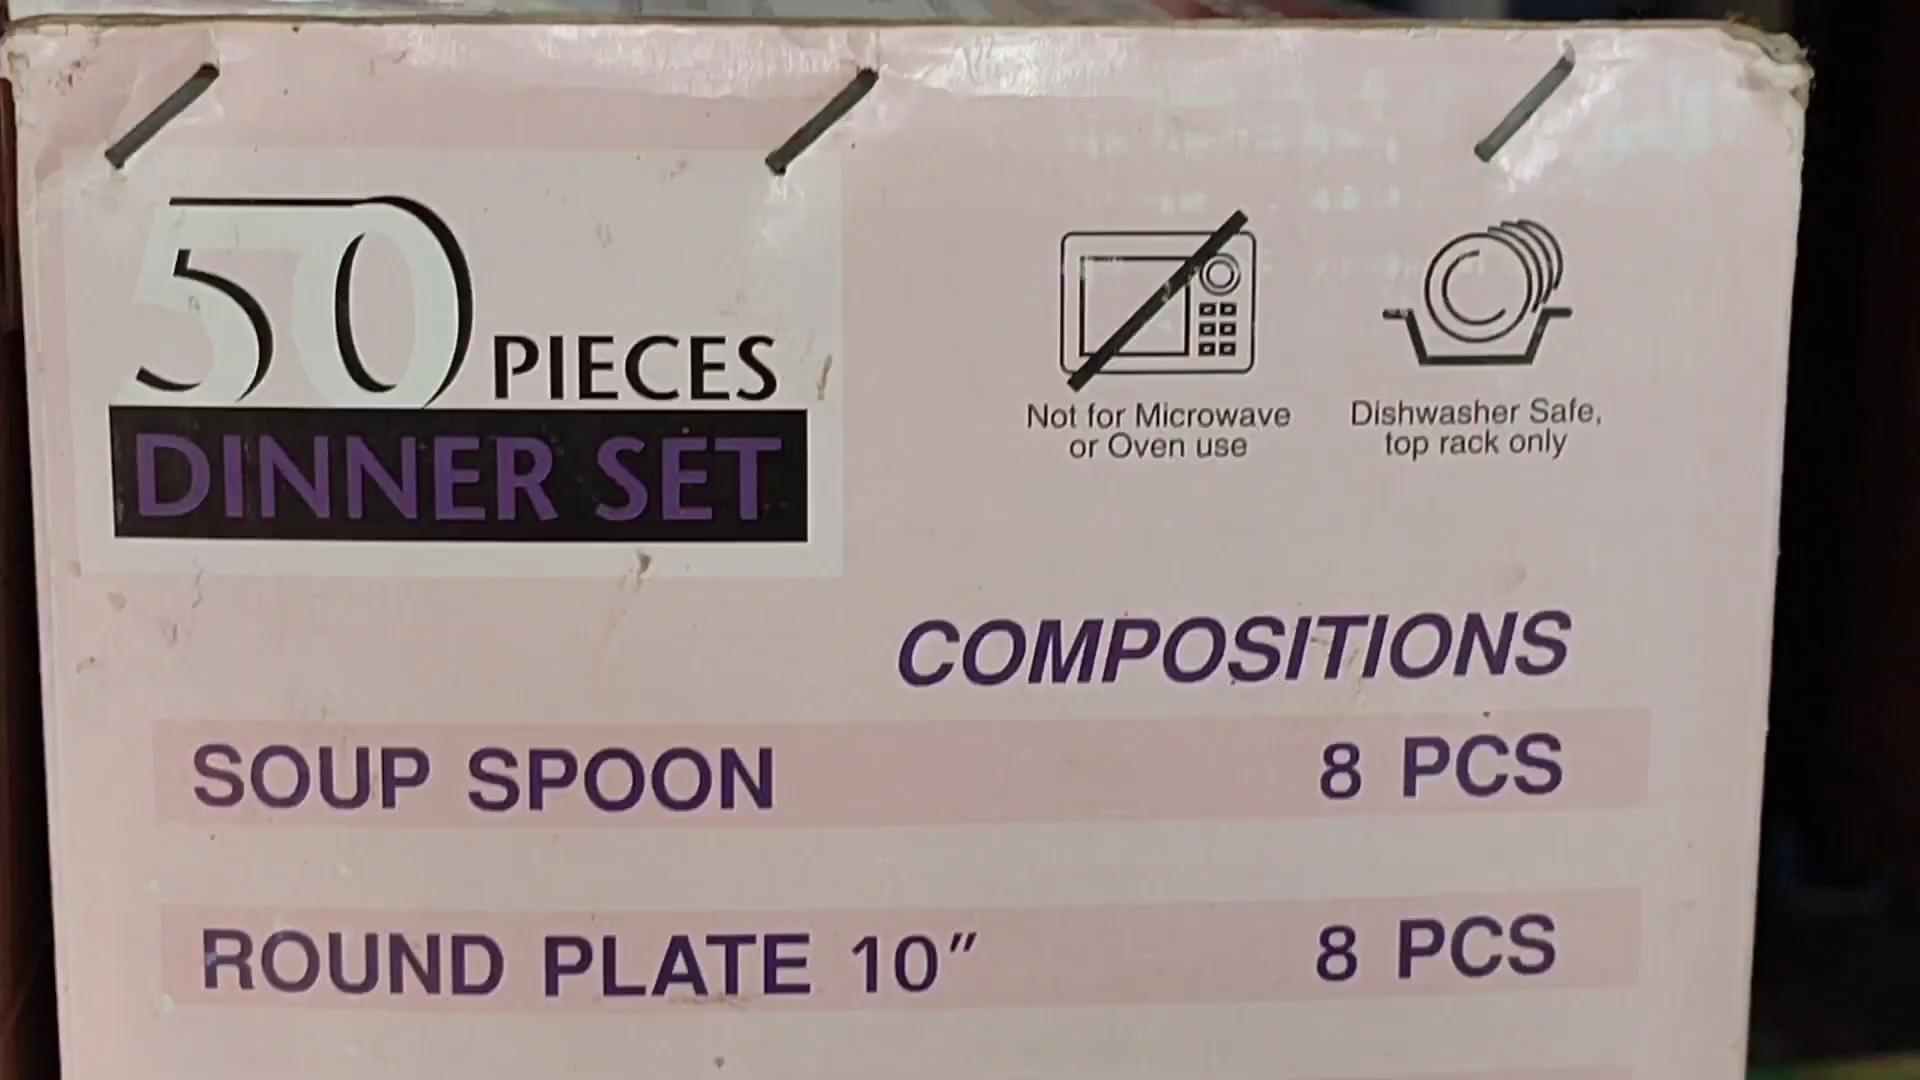 50 PIECES
DINNER SET
Not for Microwave
or Oven use
Dishwasher Safe,
top rack only
COMPOSITIONS
SOUP SPOON 8 PCS
ROUND PLATE 10″ 8 PCS